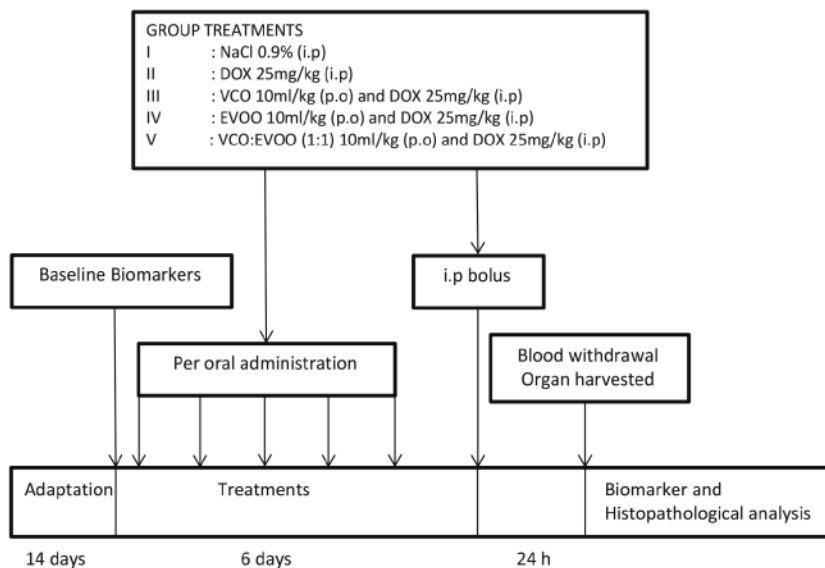 GROUP TREATMENTS
I : NaCl 0.9% (i.p)
II : DOX 25mg/kg (i.p)
III : VCO 10ml/kg (p.o) and DOX 25mg/kg (i.p)
IV : EVOO 10ml/kg (p.o) and DOX 25mg/kg (i.p)
V : VCO:EVOO (1:1) 10ml/kg (p.o) and DOX 25mg/kg (i.p)
Baseline Biomarkers
i.p bolus
Per oral administration
Blood withdrawal
Organ harvested
Adaptation
Treatments
Biomarker and
Histopathological analysis
14 days
6 days
24 h